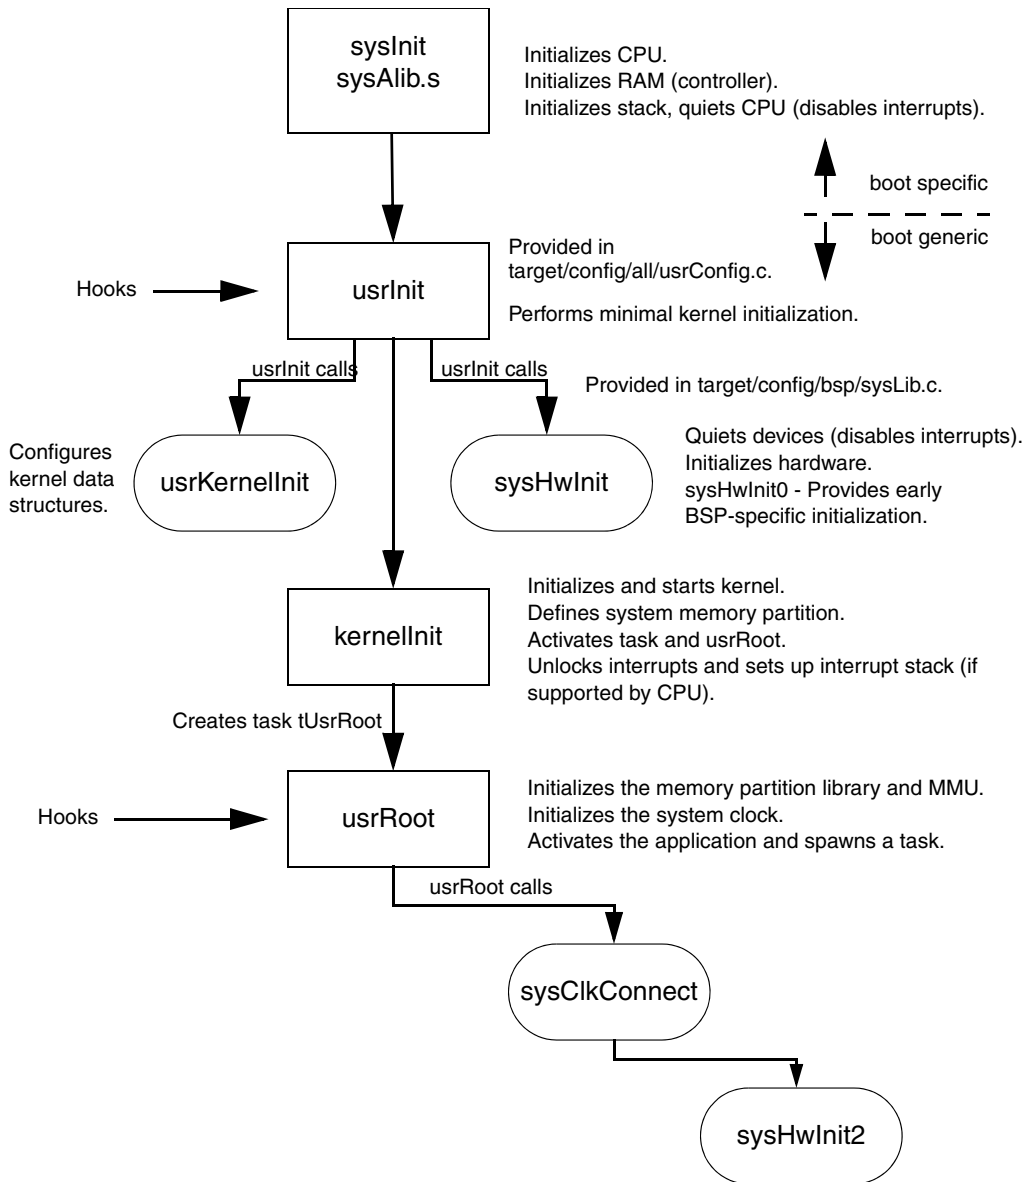 sysInit
sysAlib.s
Initializes CPU.
Initializes RAM (controller).
Initializes stack, quiets CPU (disables interrupts).
boot specific
boot generic
Hooks
usrInit
Provided in
target/config/all/usrConfig.c.
Performs minimal kernel initialization.
usrInit calls
usrInit calls
Provided in target/config/bsp/sysLib.c.
Configures
kernel data
structures.
usrKernelInit
sysHwInit
Quiets devices (disables interrupts).
Initializes hardware.
sysHwInit0 - Provides early
BSP-specific initialization.
kernelInit
Initializes and starts kernel.
Defines system memory partition.
Activates task and usrRoot.
Unlocks interrupts and sets up interrupt stack (if
supported by CPU).
Creates task tUsrRoot
Hooks
usrRoot
Initializes the memory partition library and MMU.
Initializes the system clock.
Activates the application and spawns a task.
usrRoot calls
sysClkConnect
sysHwInit2